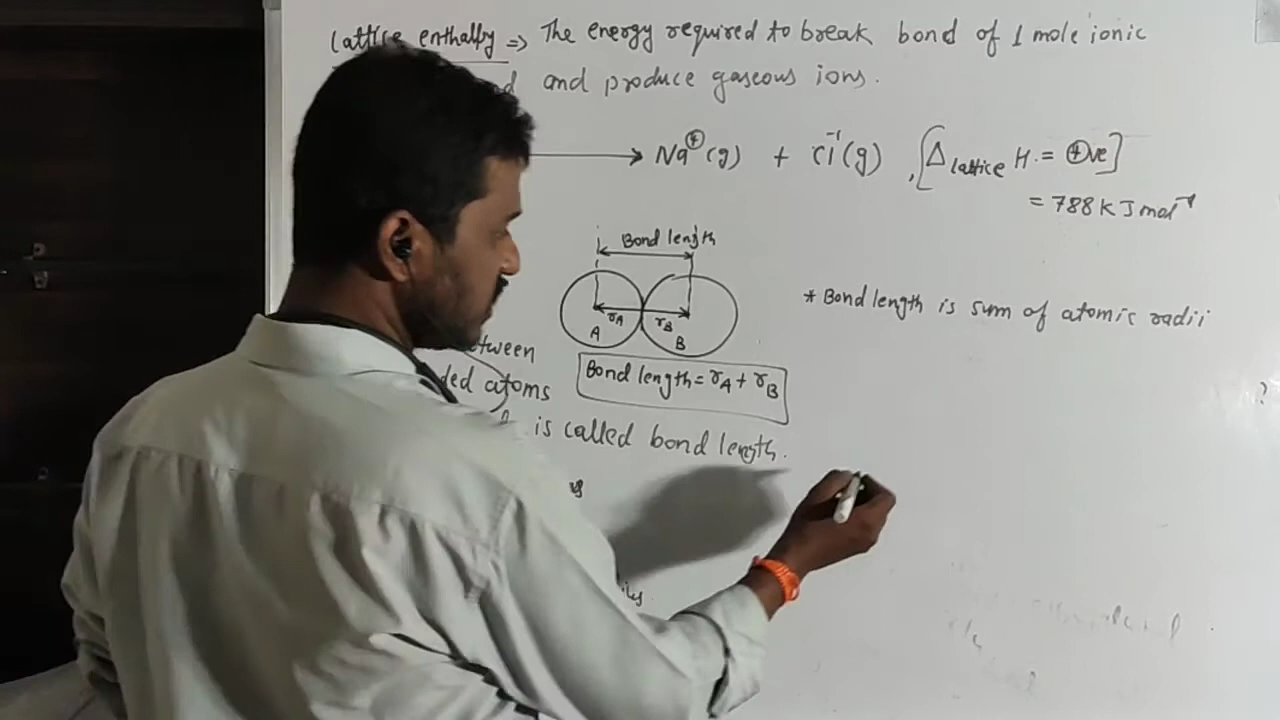 Lattice enthalpy => The energy required to break bond of 1 mole ionic
and produce gaseous ions.
⟶ Na⊕(g) + Cl⁻¹(g), [Δlattice H = ⊕ve]
= 788 kJ mol⁻¹
Bond length
rA rB
A B
* Bond length is sum of atomic radii
atoms
Bond length = rA + rB
is called bond length.
?